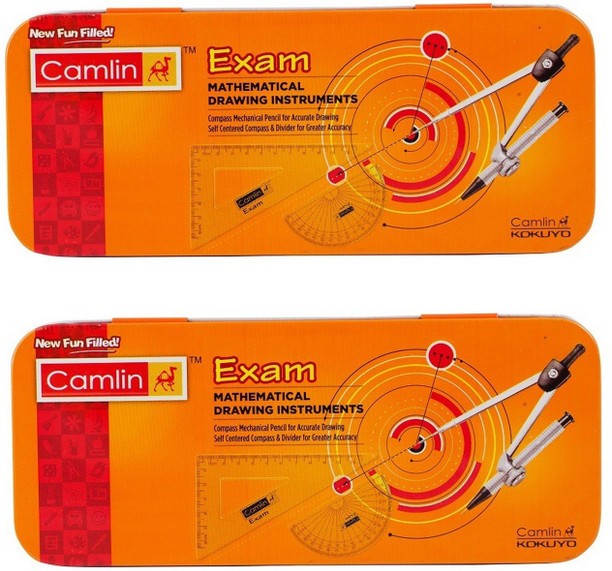 New Fun Filled!
Camlin
TM
Exam
MATHEMATICAL
DRAWING INSTRUMENTS
Compass Mechanical Pencil for Accurate Drawing
Self Centered Compass & Divider for Greater Accuracy
Camlin
Exam
Camlin
KOKUYO
New Fun Filled!
Camlin
TM
Exam
MATHEMATICAL
DRAWING INSTRUMENTS
Compass Mechanical Pencil for Accurate Drawing
Self Centered Compass & Divider for Greater Accuracy
Camlin
Exam
Camlin
KOKUYO